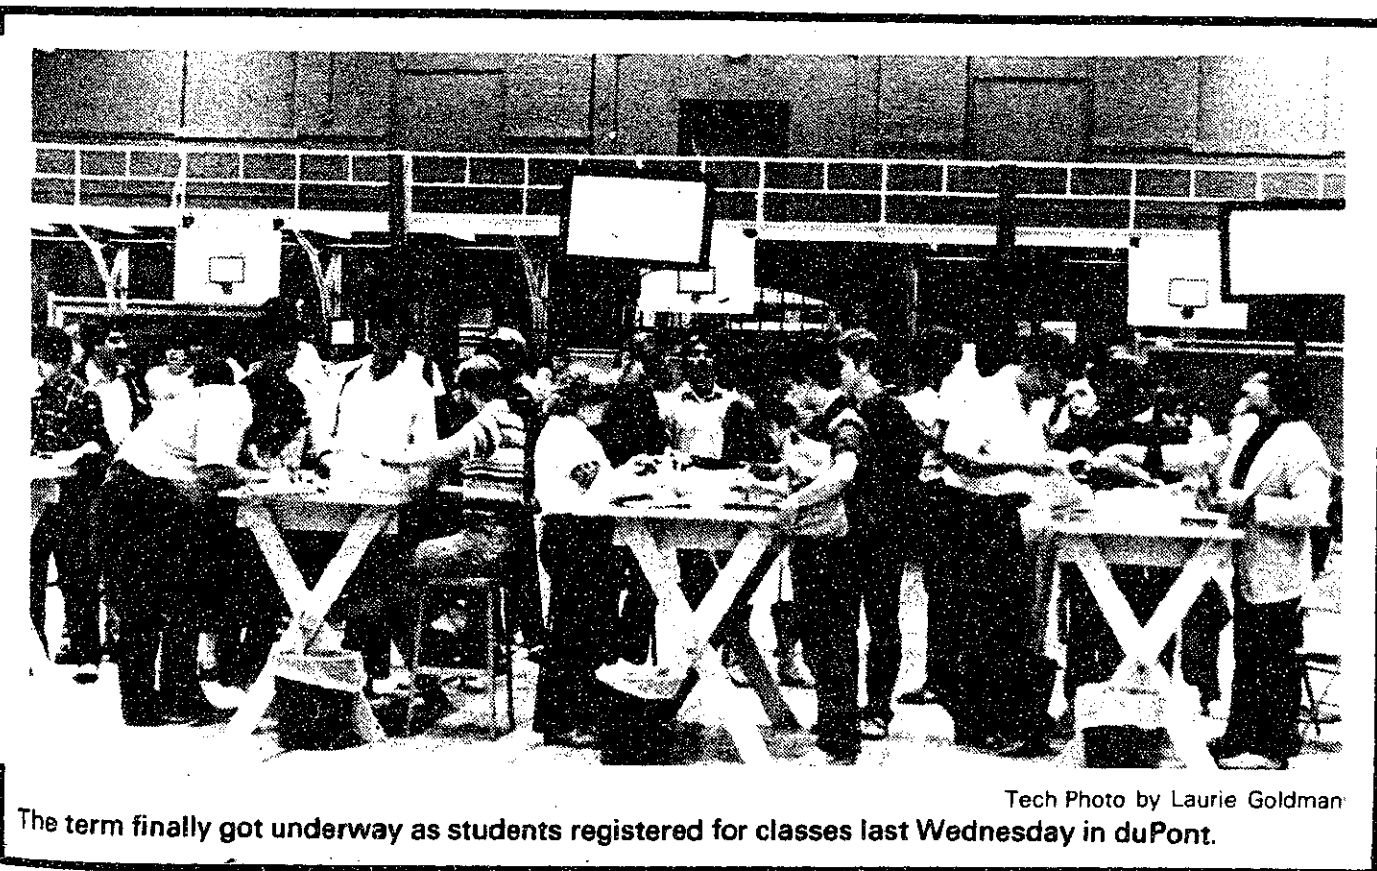 Tech Photo by Laurie Goldman
The term finally got underway as students registered for classes last Wednesday in duPont.